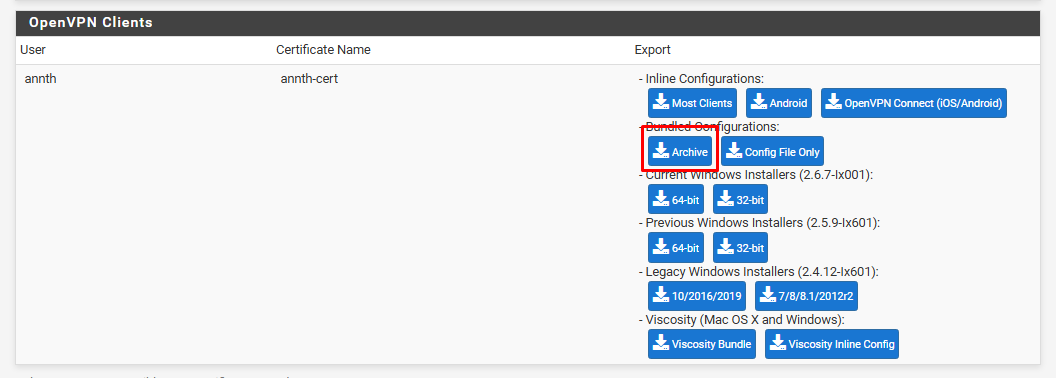 OpenVPN Clients
User Certificate Name Export
annth annth-cert - Inline Configurations:
Most Clients Android OpenVPN Connect (iOS/Android)
- Bundled Configurations:
Archive Config File Only
- Current Windows Installers (2.6.7-Ix001):
64-bit 32-bit
- Previous Windows Installers (2.5.9-Ix601):
64-bit 32-bit
- Legacy Windows Installers (2.4.12-Ix601):
10/2016/2019 7/8/8.1/2012r2
- Viscosity (Mac OS X and Windows):
Viscosity Bundle Viscosity Inline Config